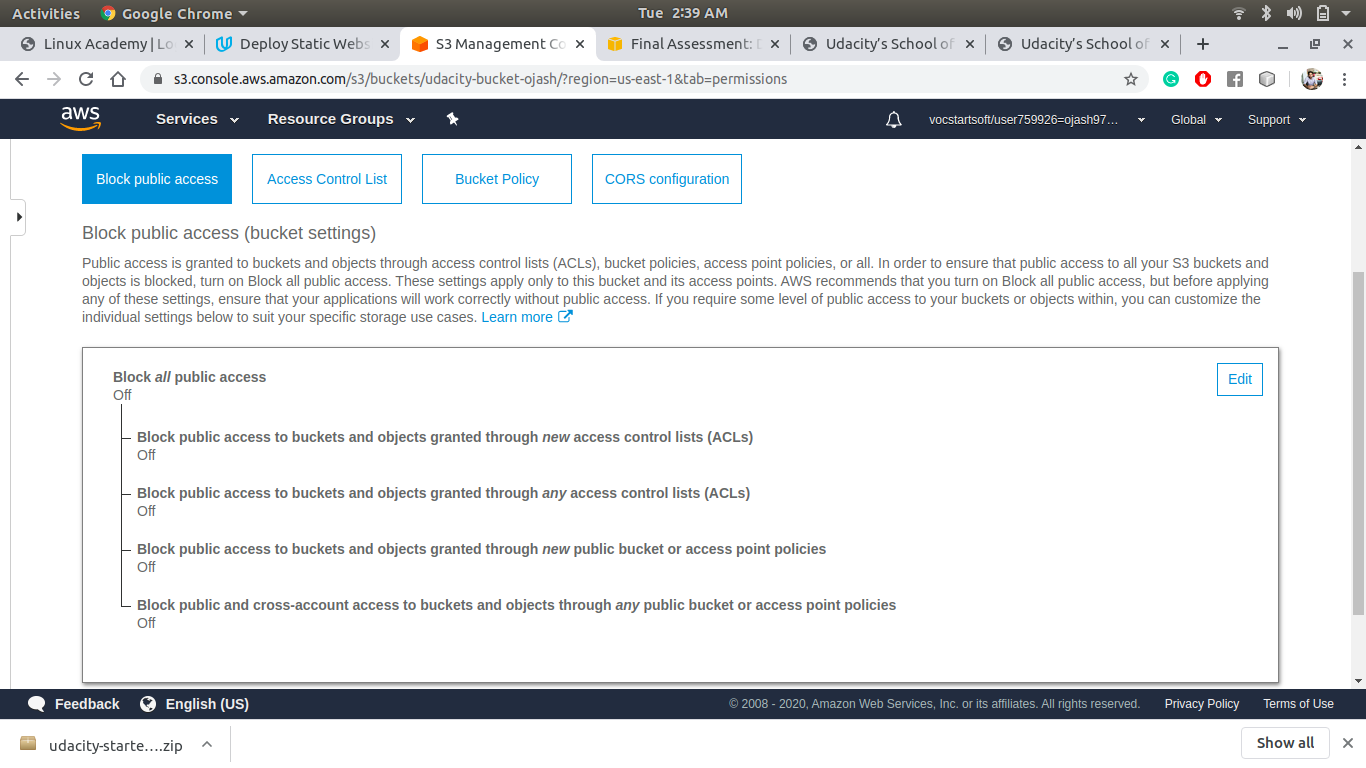 Activities
Google Chrome
Tue 2:39 AM
Linux Academy | Lo
Deploy Static Webs
S3 Management Co
Final Assessment: D
Udacity's School of
Udacity's School of
s3.console.aws.amazon.com/s3/buckets/udacity-bucket-ojash/?region=us-east-1&tab=permissions
aws
Services
Resource Groups
vocstartsoft/user759926=ojash97...
Global
Support
Block public access
Access Control List
Bucket Policy
CORS configuration
Block public access (bucket settings)
Public access is granted to buckets and objects through access control lists (ACLs), bucket policies, access point policies, or all. In order to ensure that public access to all your S3 buckets and
objects is blocked, turn on Block all public access. These settings apply only to this bucket and its access points. AWS recommends that you turn on Block all public access, but before applying
any of these settings, ensure that your applications will work correctly without public access. If you require some level of public access to your buckets or objects within, you can customize the
individual settings below to suit your specific storage use cases. Learn more
Block all public access
Off
Edit
Block public access to buckets and objects granted through new access control lists (ACLs)
Off
Block public access to buckets and objects granted through any access control lists (ACLs)
Off
Block public access to buckets and objects granted through new public bucket or access point policies
Off
Block public and cross-account access to buckets and objects through any public bucket or access point policies
Off
Feedback
English (US)
© 2008 - 2020, Amazon Web Services, Inc. or its affiliates. All rights reserved.
Privacy Policy
Terms of Use
udacity-starte....zip
Show all